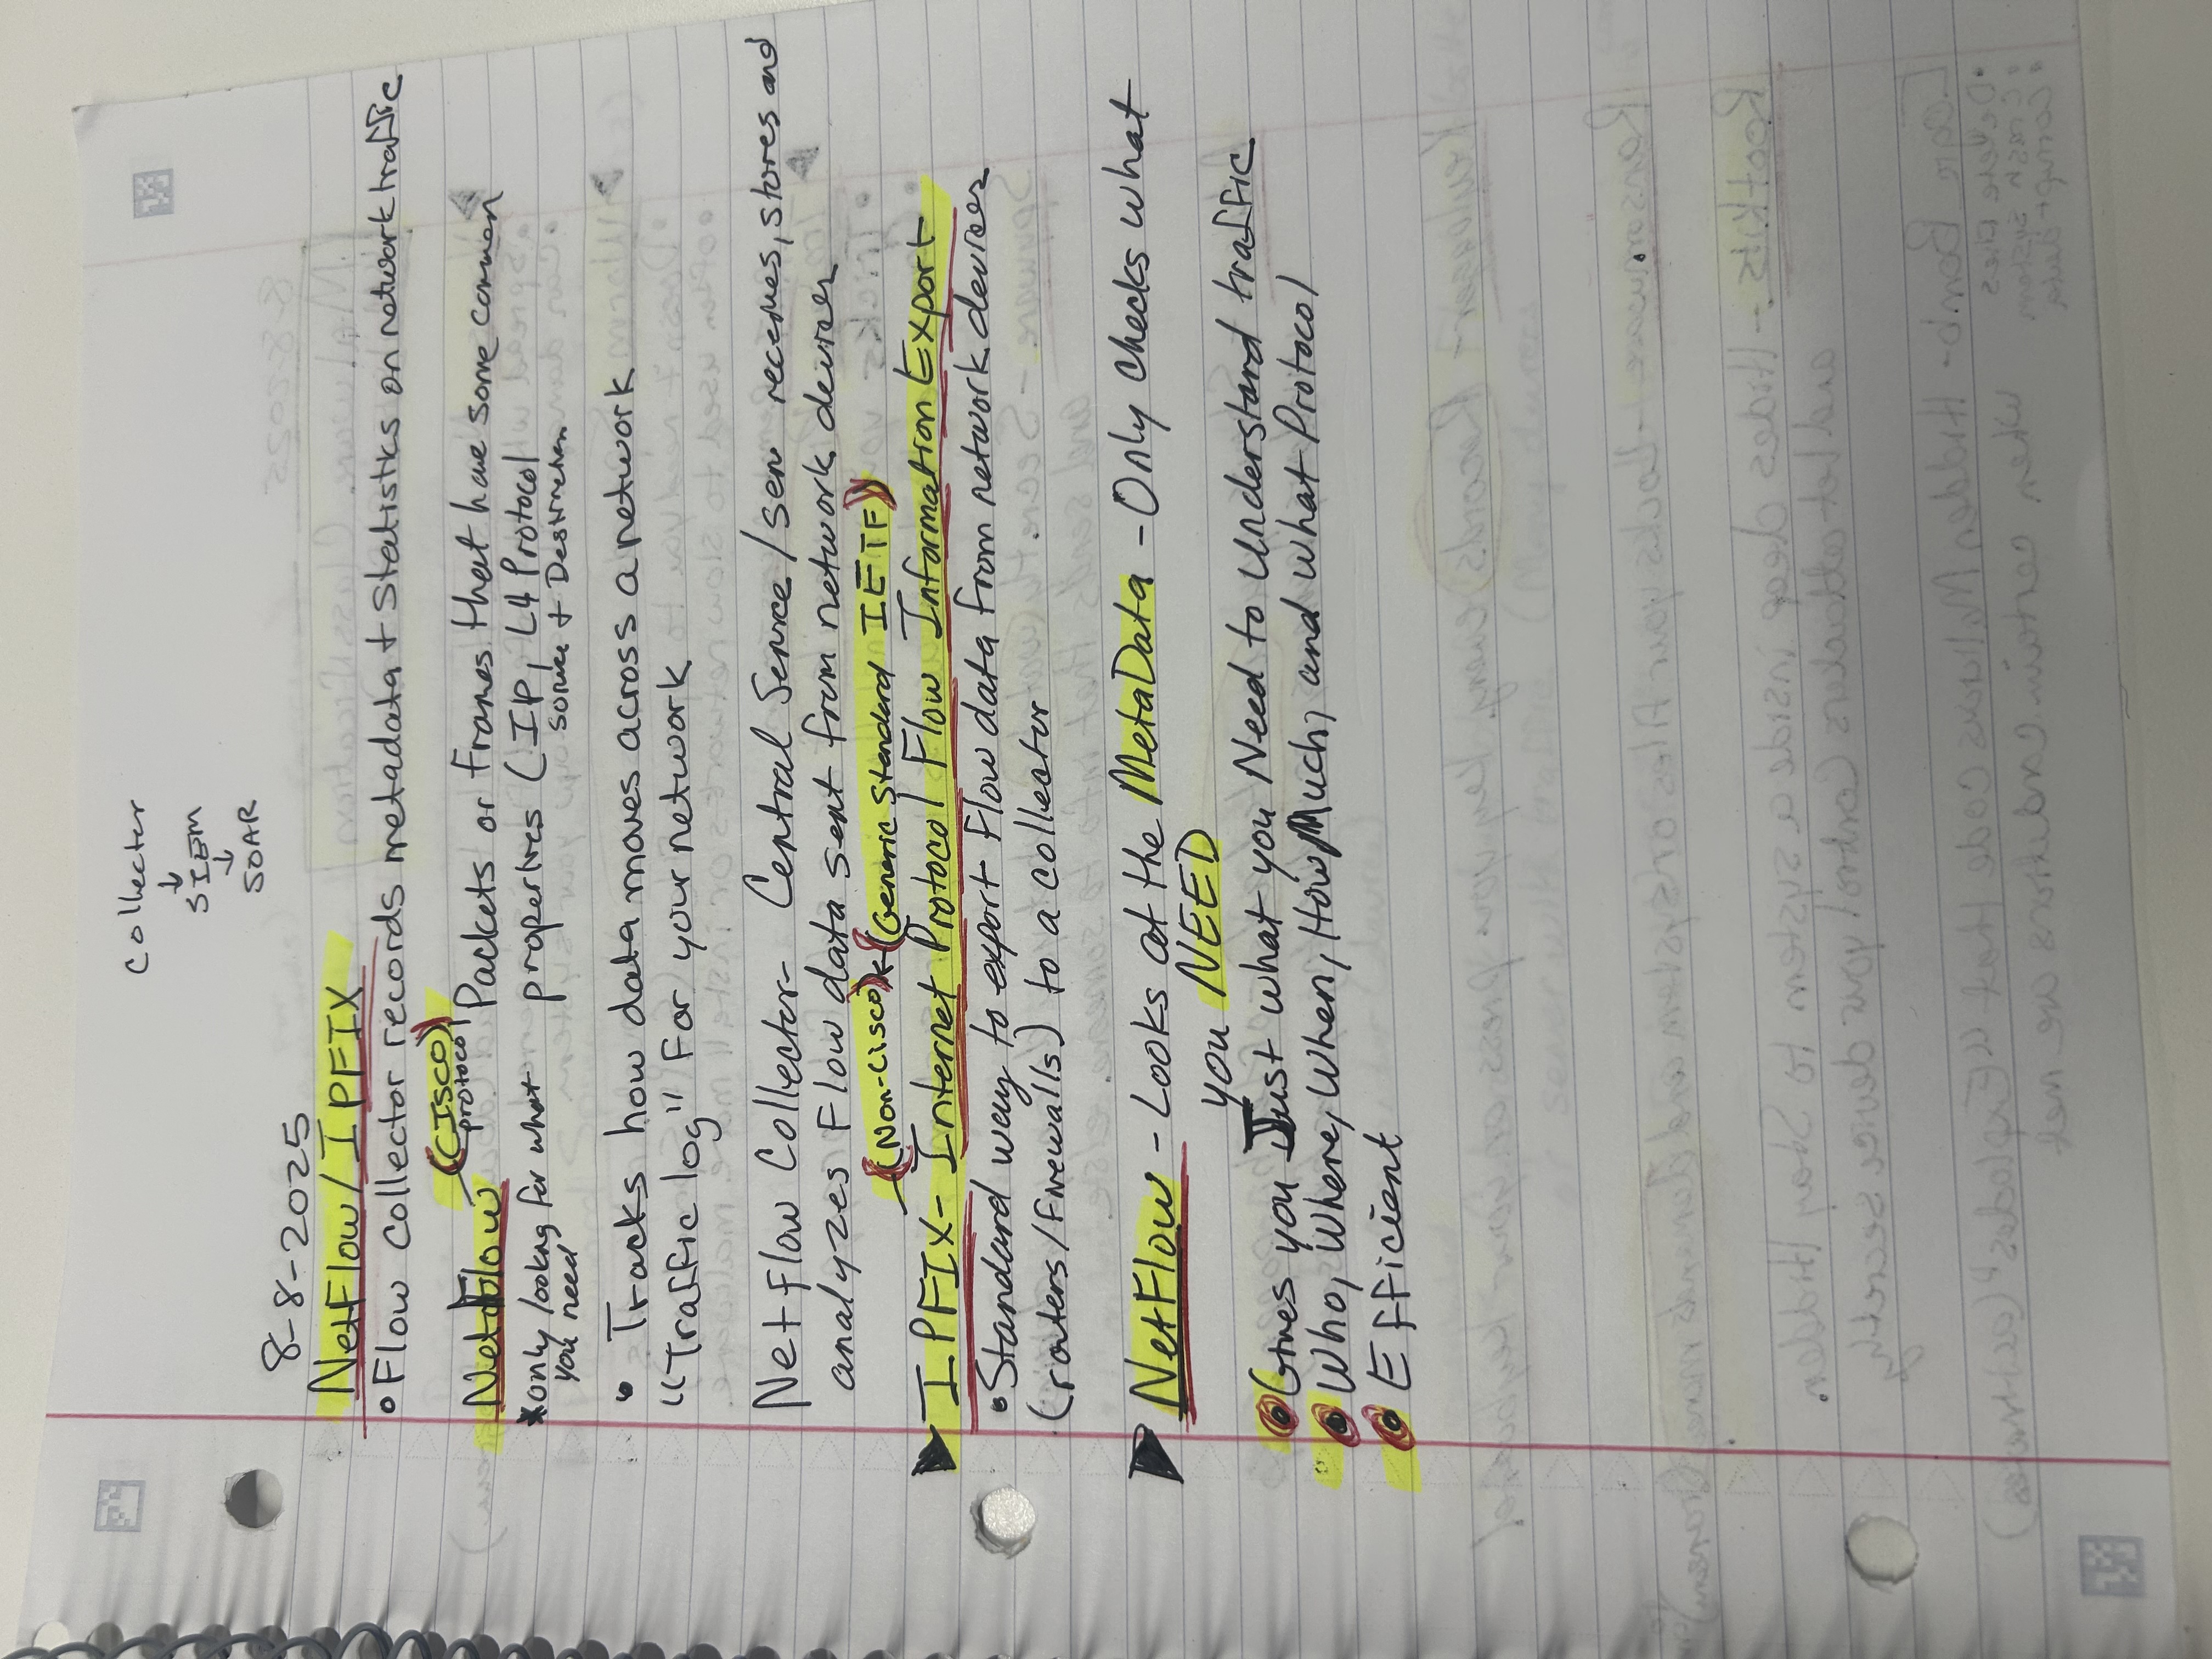 Collector
↓
SIEM
↓
SOAR
8-8-2025
NetFlow/IPFIX
• Flow collector records metadata + Statistics on network traffic
(CISCO)
protocol
NetFlow
Packets or frames that have some common
*only looking for what
you need
properties (IP, L4 Protocol
Source + Destination
• Tracks how data moves across a network
"Traffic log" for your network
NetFlow Collector- Central Service/serv receives, stores and
analyzes Flow data sent from network devices
(Non-Cisco) ← (Generic Standard IETF)
IPFIX- Internet Protocol Flow Information Export
• Standard way to export Flow data from network devices
(routers/firewalls) to a collector
NetFlow - Looks at the MetaData - Only checks what
you NEED
• Gives you Just what you Need to Understand traffic
• Who, Where, When, How Much, and what Protocol
• Efficient